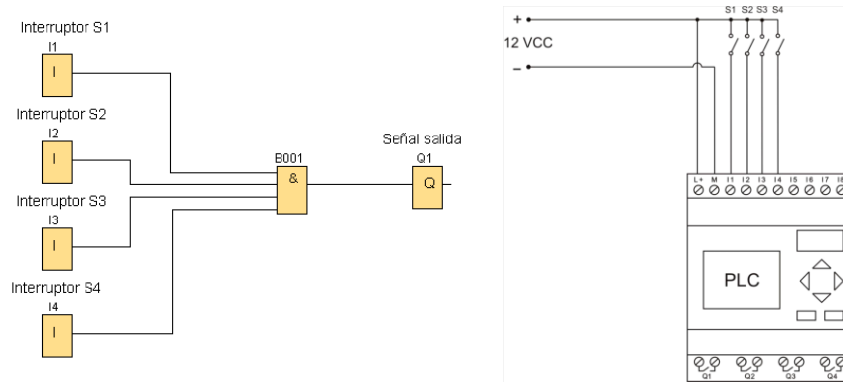 Interruptor S1
I1
I
Interruptor S2
I2
I
Interruptor S3
I3
I
Interruptor S4
I4
I
B001
&
Señal salida
Q1
Q
+
12 VCC
–
S1 S2 S3 S4
L+ M I1 I2 I3 I4 I5 I6 I7 I8
PLC
Q1 Q2 Q3 Q4